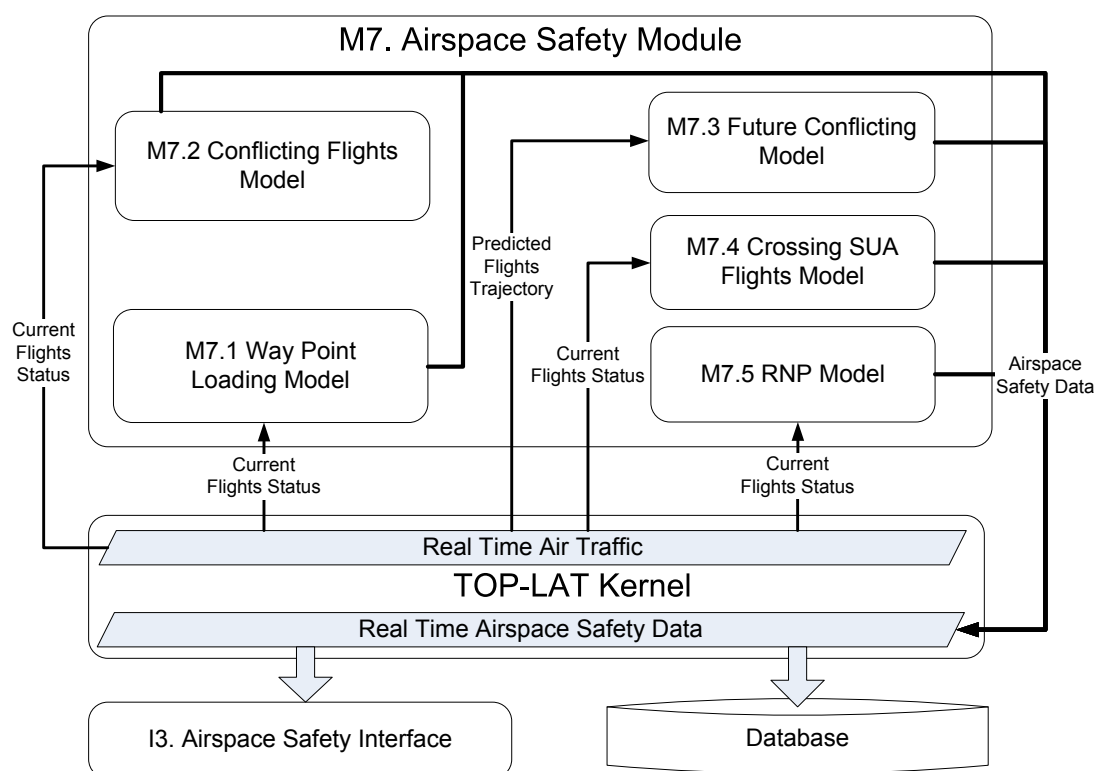 M7. Airspace Safety Module
M7.2 Conflicting Flights
Model
M7.3 Future Conflicting
Model
Predicted
Flights
Trajectory
M7.4 Crossing SUA
Flights Model
Current
Flights
Status
M7.1 Way Point
Loading Model
Current
Flights Status
M7.5 RNP Model
Airspace
Safety Data
Current
Flights Status
Current
Flights Status
Real Time Air Traffic
TOP-LAT Kernel
Real Time Airspace Safety Data
I3. Airspace Safety Interface
Database